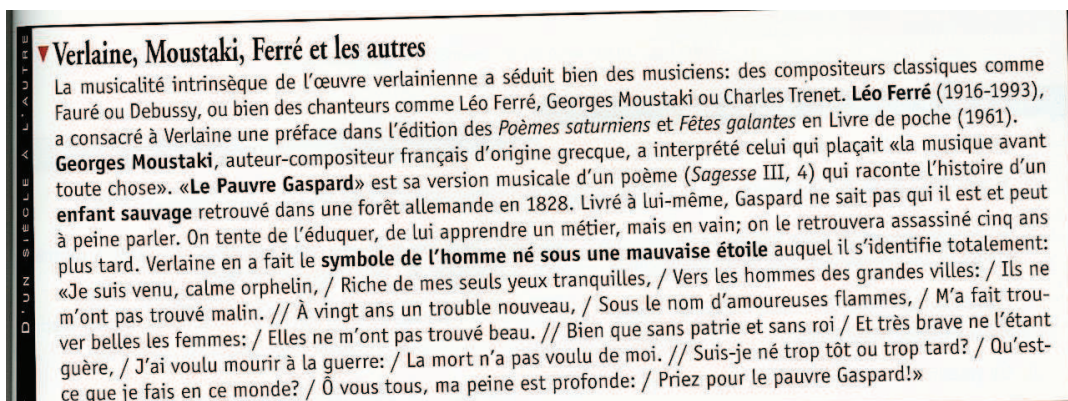 D'UN SIÈCLE À L'AUTRE
Verlaine, Moustaki, Ferré et les autres
La musicalité intrinsèque de l'œuvre verlainienne a séduit bien des musiciens: des compositeurs classiques comme
Fauré ou Debussy, ou bien des chanteurs comme Léo Ferré, Georges Moustaki ou Charles Trenet. Léo Ferré (1916-1993),
a consacré à Verlaine une préface dans l'édition des Poèmes saturniens et Fêtes galantes en Livre de poche (1961).
Georges Moustaki, auteur-compositeur français d'origine grecque, a interprété celui qui plaçait «la musique avant
toute chose». «Le Pauvre Gaspard» est sa version musicale d'un poème (Sagesse III, 4) qui raconte l'histoire d'un
enfant sauvage retrouvé dans une forêt allemande en 1828. Livré à lui-même, Gaspard ne sait pas qui il est et peut
à peine parler. On tente de l'éduquer, de lui apprendre un métier, mais en vain; on le retrouvera assassiné cinq ans
plus tard. Verlaine en a fait le symbole de l'homme né sous une mauvaise étoile auquel il s'identifie totalement:
«Je suis venu, calme orphelin, / Riche de mes seuls yeux tranquilles, / Vers les hommes des grandes villes: / Ils ne
m'ont pas trouvé malin. // À vingt ans un trouble nouveau, / Sous le nom d'amoureuses flammes, / M'a fait trou-
ver belles les femmes: / Elles ne m'ont pas trouvé beau. // Bien que sans patrie et sans roi / Et très brave ne l'étant
guère, / J'ai voulu mourir à la guerre: / La mort n'a pas voulu de moi. // Suis-je né trop tôt ou trop tard? / Qu'est-
ce que je fais en ce monde? / Ô vous tous, ma peine est profonde: / Priez pour le pauvre Gaspard!»